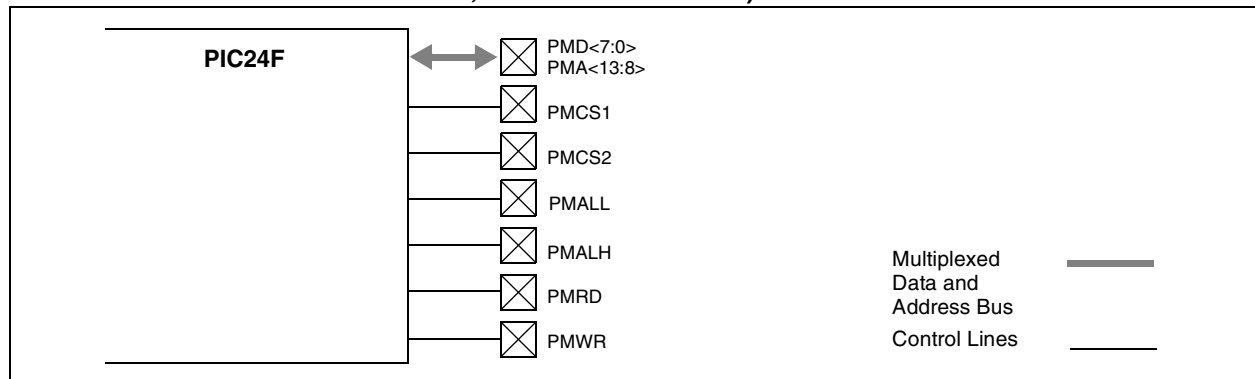 PIC24F
PMD<7:0>
PMA<13:8>
PMCS1
PMCS2
PMALL
PMALH
PMRD
PMWR
Multiplexed
Data and
Address Bus
Control Lines